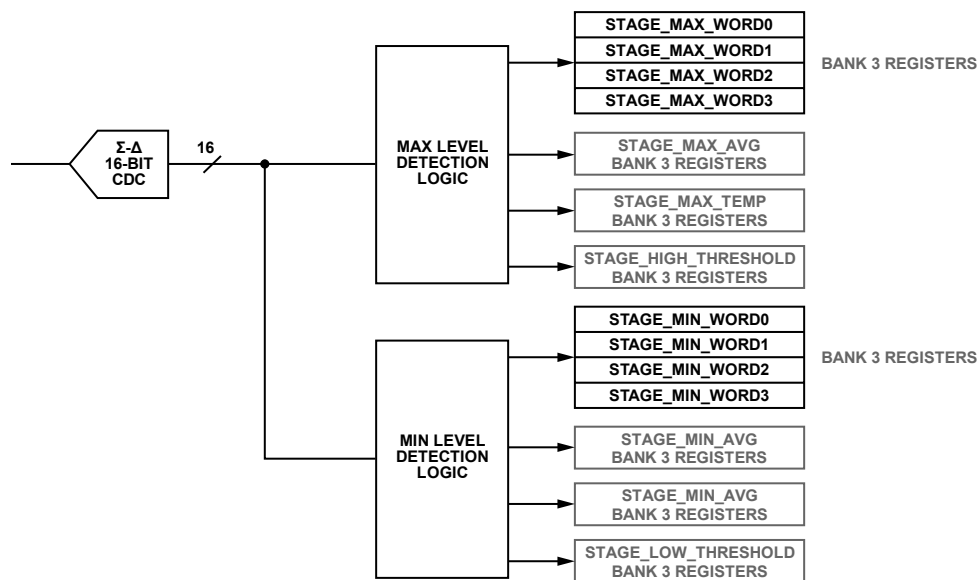 Σ-Δ
16-BIT
CDC
16
MAX LEVEL
DETECTION
LOGIC
STAGE_MAX_WORD0
STAGE_MAX_WORD1
STAGE_MAX_WORD2
STAGE_MAX_WORD3
BANK 3 REGISTERS
STAGE_MAX_AVG
BANK 3 REGISTERS
STAGE_MAX_TEMP
BANK 3 REGISTERS
STAGE_HIGH_THRESHOLD
BANK 3 REGISTERS
MIN LEVEL
DETECTION
LOGIC
STAGE_MIN_WORD0
STAGE_MIN_WORD1
STAGE_MIN_WORD2
STAGE_MIN_WORD3
BANK 3 REGISTERS
STAGE_MIN_AVG
BANK 3 REGISTERS
STAGE_MIN_AVG
BANK 3 REGISTERS
STAGE_LOW_THRESHOLD
BANK 3 REGISTERS